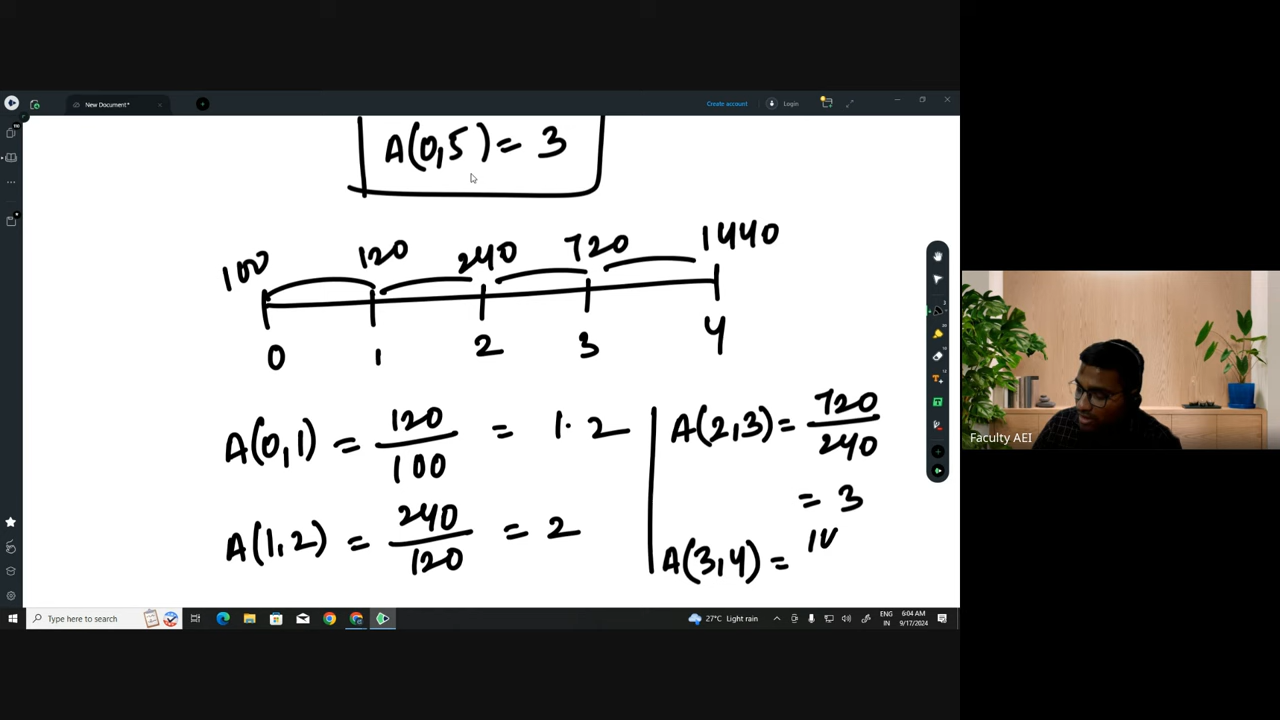 New Document*
Create account
Login
A(0,5) = 3
100 120 240 720 1440
0 1 2 3 4
A(0,1) = 120/100 = 1.2
A(1,2) = 240/120 = 2
A(2,3) = 720/240
= 3
A(3,4) = 14
Faculty AEI
Type here to search
27°C Light rain
ENG
IN
6:04 AM
9/17/2024